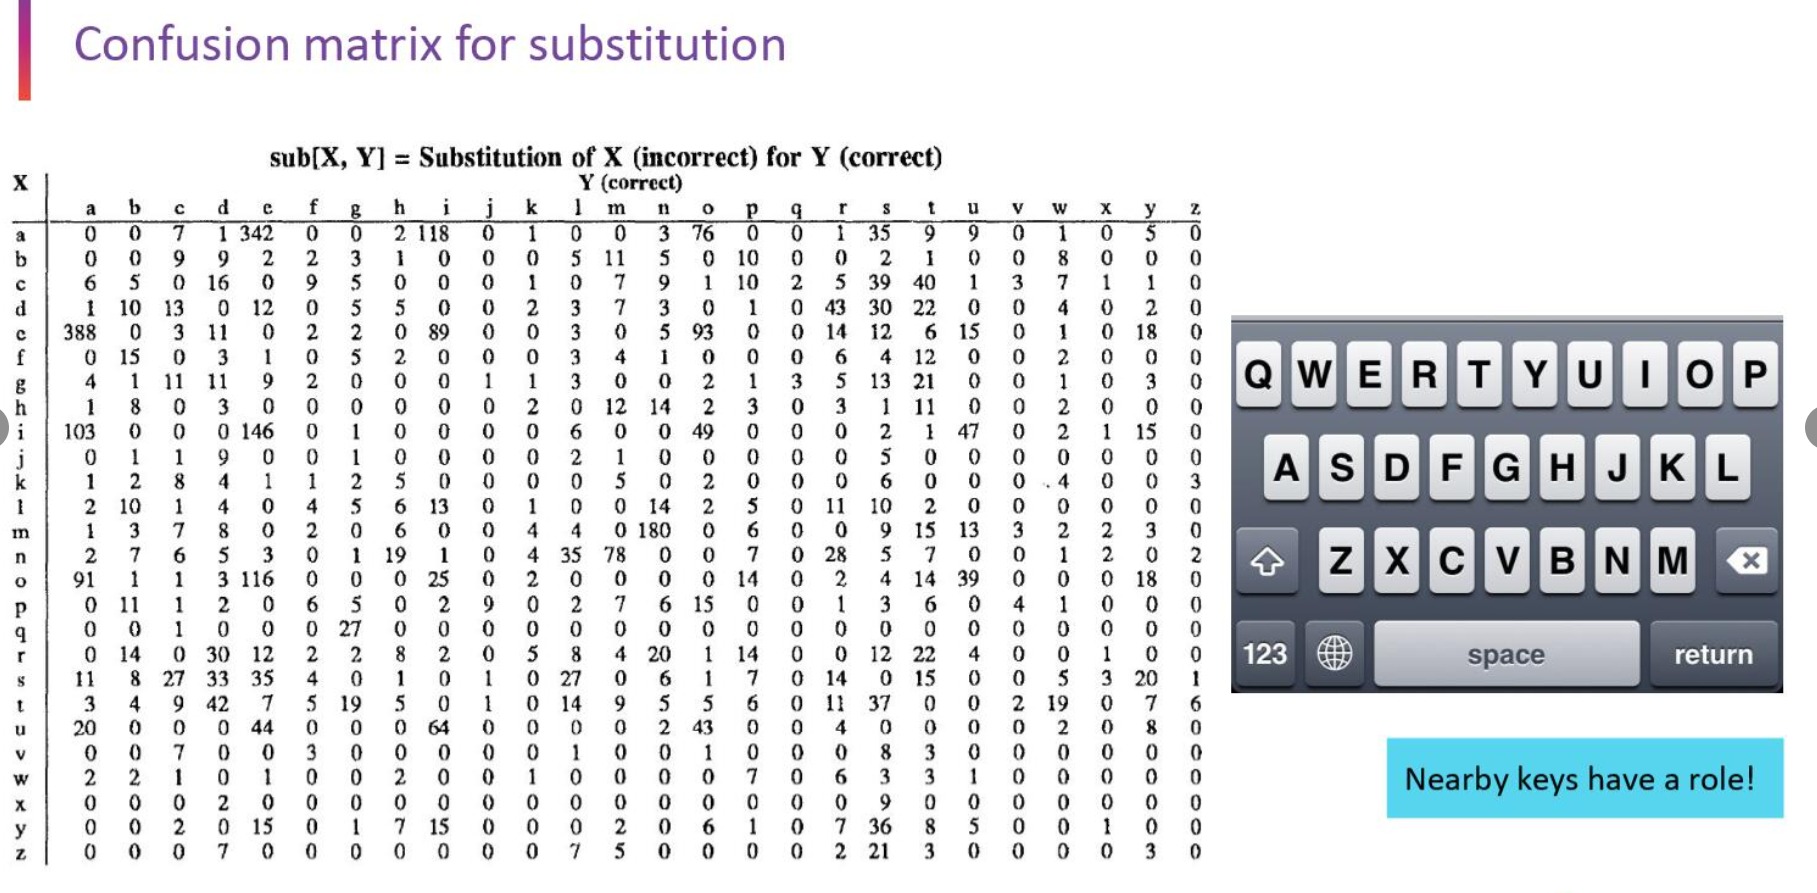 Confusion matrix for substitution
sub[X, Y] = Substitution of X (incorrect) for Y (correct)
X Y (correct)
a b c d e f g h i j k l m n o p q r s t u v w x y z
a 0 0 7 1 342 0 0 2 118 0 1 0 0 3 76 0 0 1 35 9 9 0 1 0 5 0
b 0 0 9 9 2 2 3 1 0 0 0 5 11 5 0 10 0 0 2 1 0 0 8 0 0 0
c 6 5 0 16 0 9 5 0 0 0 1 0 7 9 1 10 2 5 39 40 1 3 7 1 1 0
d 1 10 13 0 12 0 5 5 0 0 2 3 7 3 0 1 0 43 30 22 0 0 4 0 2 0
e 388 0 3 11 0 2 2 0 89 0 0 3 0 5 93 0 0 14 12 6 15 0 1 0 18 0
f 0 15 0 3 1 0 5 2 0 0 0 3 4 1 0 0 0 6 4 12 0 0 2 0 0 0
g 4 1 11 11 9 2 0 0 0 1 1 3 0 0 2 1 3 5 13 21 0 0 1 0 3 0
h 1 8 0 3 0 0 0 0 0 0 2 0 12 14 2 3 0 3 1 11 0 0 2 0 0 0
i 103 0 0 0 146 0 1 0 0 0 0 6 0 0 49 0 0 0 2 1 47 0 2 1 15 0
j 0 1 1 9 0 0 1 0 0 0 0 2 1 0 0 0 0 0 5 0 0 0 0 0 0 0
k 1 2 8 4 1 1 2 5 0 0 0 0 5 0 2 0 0 0 6 0 0 0 4 0 0 3
l 2 10 1 4 0 4 5 6 13 0 1 0 0 14 2 5 0 11 10 2 0 0 0 0 0 0
m 1 3 7 8 0 2 0 6 0 0 4 4 0 180 0 6 0 0 9 15 13 3 2 2 3 0
n 2 7 6 5 3 0 1 19 1 0 4 35 78 0 0 7 0 28 5 7 0 0 1 2 0 2
o 91 1 1 3 116 0 0 0 25 0 2 0 0 0 0 14 0 2 4 14 39 0 0 0 18 0
p 0 11 1 2 0 6 5 0 2 9 0 2 7 6 15 0 0 1 3 6 0 4 1 0 0 0
q 0 0 1 0 0 0 27 0 0 0 0 0 0 0 0 0 0 0 0 0 0 0 0 0 0 0
r 0 14 0 30 12 2 2 8 2 0 5 8 4 20 1 14 0 0 12 22 4 0 0 1 0 0
s 11 8 27 33 35 4 0 1 0 1 0 27 0 6 1 7 0 14 0 15 0 0 5 3 20 1
t 3 4 9 42 7 5 19 5 0 1 0 14 9 5 5 6 0 11 37 0 0 2 19 0 7 6
u 20 0 0 0 44 0 0 0 64 0 0 0 0 2 43 0 0 4 0 0 0 0 2 0 8 0
v 0 0 7 0 0 3 0 0 0 0 0 1 0 0 1 0 0 0 8 3 0 0 0 0 0 0
w 2 2 1 0 1 0 0 2 0 0 1 0 0 0 0 7 0 6 3 3 1 0 0 0 0 0
x 0 0 0 2 0 0 0 0 0 0 0 0 0 0 0 0 0 0 9 0 0 0 0 0 0 0
y 0 0 2 0 15 0 1 7 15 0 0 0 2 0 6 1 0 7 36 8 5 0 0 1 0 0
z 0 0 0 7 0 0 0 0 0 0 0 7 5 0 0 0 0 2 21 3 0 0 0 0 3 0
Q W E R T Y U I O P
A S D F G H J K L
Z X C V B N M
123 space return
Nearby keys have a role!